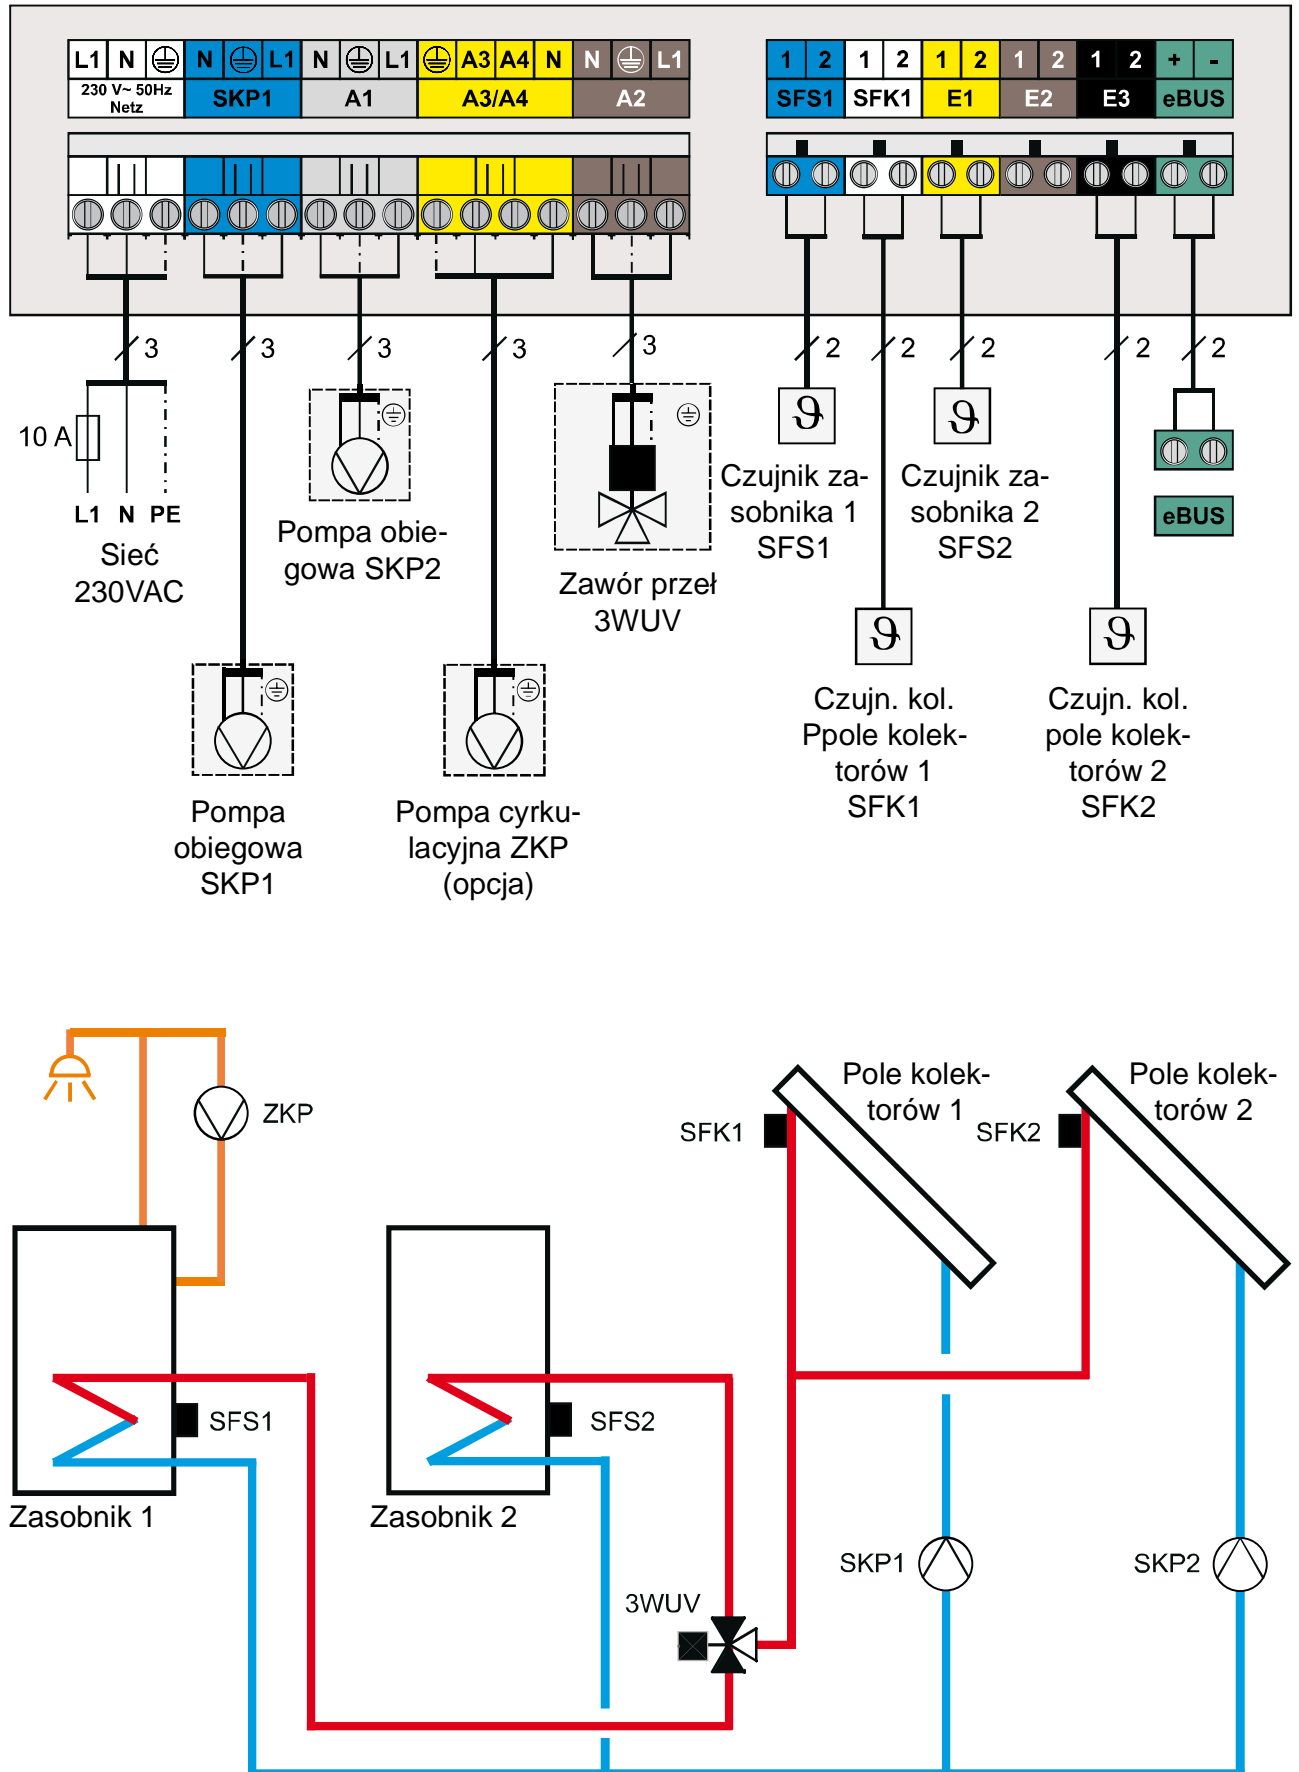 L1 N N L1 N L1 A3 A4 N N L1 1 2 1 2 1 2 1 2 1 2 + -
230 V~ 50Hz
Netz
SKP1 A1 A3/A4 A2 SFS1 SFK1 E1 E2 E3 eBUS
3 3 3 3 3 2 2 2 2 2
10 A
L1 N PE
Sieć
230VAC
Pompa obie-
gowa SKP2
Zawór przeł
3WUV
Czujnik za-
sobnika 1
SFS1
Czujnik za-
sobnika 2
SFS2
eBUS
ϑ
ϑ
ϑ
ϑ
Pompa
obiegowa
SKP1
Pompa cyrku-
lacyjna ZKP
(opcja)
Czujn. kol.
Ppole kolek-
torów 1
SFK1
Czujn. kol.
pole kolek-
torów 2
SFK2
ZKP
Pole kolek-
torów 1
Pole kolek-
torów 2
SFK1
SFK2
SFS1
SFS2
Zasobnik 1
Zasobnik 2
SKP1
SKP2
3WUV